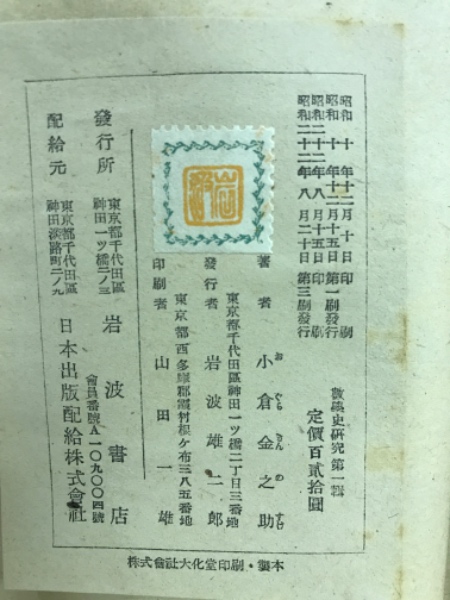 昭和十年十二月十日印刷
昭和十年十二月十五日第一刷發行
昭和二十二年八月十五日印刷
昭和二十二年八月二十日第三刷發行
數學史研究第一輯
定價百貳拾圓
著者 小倉金之助
東京都千代田區神田一ツ橋二丁目三番地
發行者 岩波雄二郎
東京都西多摩郡霞村根ケ布三八五番地
印刷者 山田一雄
發行所 東京都千代田區神田一ツ橋二ノ三 岩波書店
會員番號A一〇九〇〇四號
配給元 東京都千代田區神田淡路町二ノ九 日本出版配給株式會社
株式會社大化堂印刷・製本